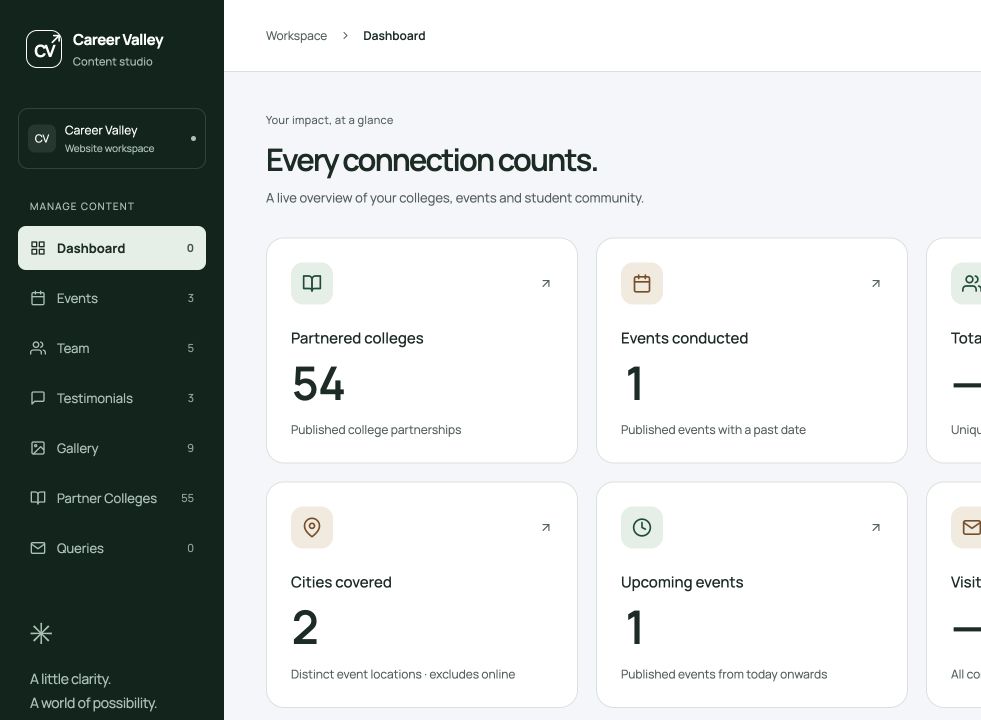 CV
Career Valley
Content studio
CV
Career Valley
Website workspace
MANAGE CONTENT
Dashboard 0
Events 3
Team 5
Testimonials 3
Gallery 9
Partner Colleges 55
Queries 0
A little clarity.
A world of possibility.
Workspace > Dashboard
Your impact, at a glance
Every connection counts.
A live overview of your colleges, events and student community.
Partnered colleges
54
Published college partnerships
Events conducted
1
Published events with a past date
Tota
—
Uniqu
Cities covered
2
Distinct event locations · excludes online
Upcoming events
1
Published events from today onwards
Visit
—
All co